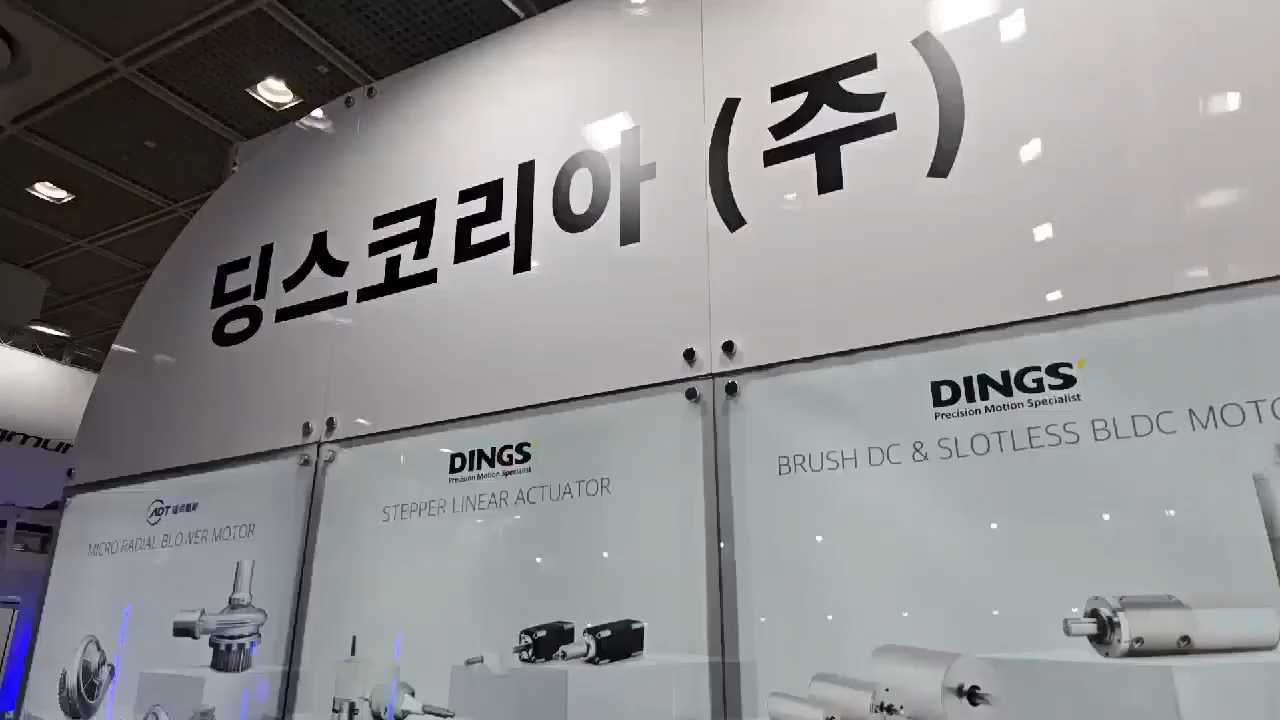 딩스코리아 (주)
DINGS'
Precision Motion Specialist
BRUSH DC & SLOTLESS BLDC MOTO
DINGS'
Precision Motion Specialist
STEPPER LINEAR ACTUATOR
ADT
MICRO RADIAL BLOWER MOTOR